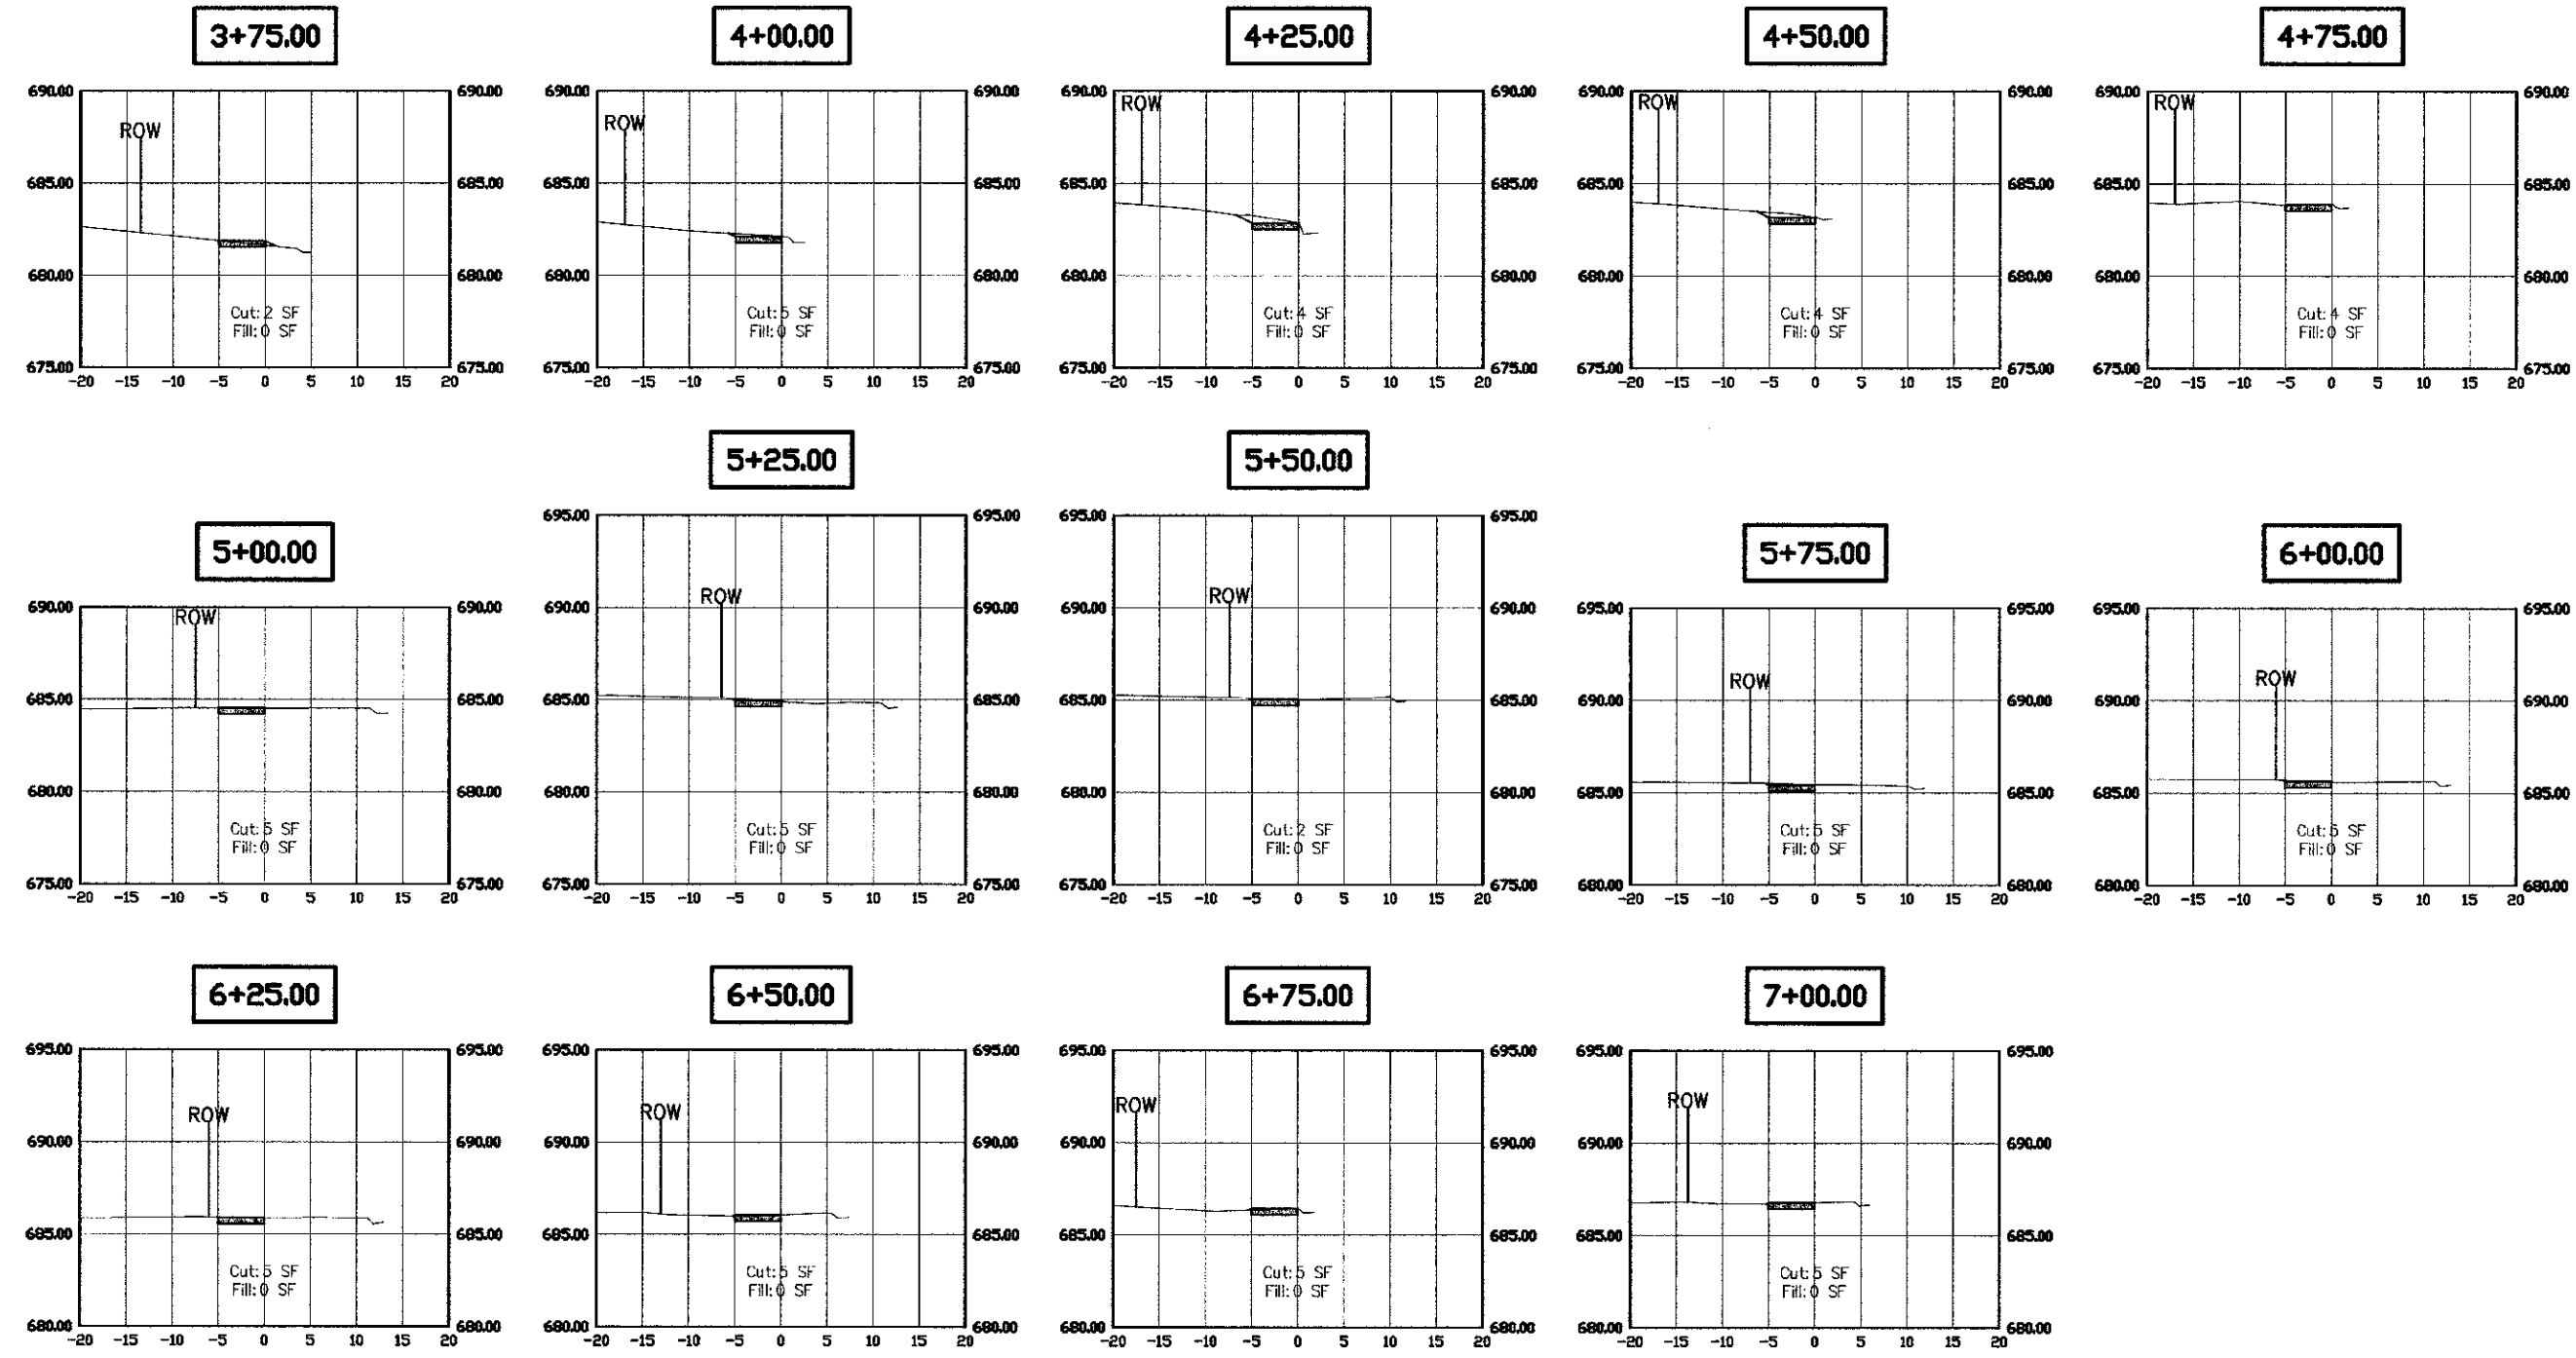 3+75.00
690.00 690.00
ROW
685.00 685.00
680.00 680.00
Cut: 2 SF
Fill: 0 SF
675.00 675.00
-20 -15 -10 -5 0 5 10 15 20
4+00.00
690.00 690.00
ROW
685.00 685.00
680.00 680.00
Cut: 5 SF
Fill: 0 SF
675.00 675.00
-20 -15 -10 -5 0 5 10 15 20
4+25.00
690.00 690.00
ROW
685.00 685.00
680.00 680.00
Cut: 4 SF
Fill: 0 SF
675.00 675.00
-20 -15 -10 -5 0 5 10 15 20
4+50.00
690.00 690.00
ROW
685.00 685.00
680.00 680.00
Cut: 4 SF
Fill: 0 SF
675.00 675.00
-20 -15 -10 -5 0 5 10 15 20
4+75.00
690.00 690.00
ROW
685.00 685.00
680.00 680.00
Cut: 4 SF
Fill: 0 SF
675.00 675.00
-20 -15 -10 -5 0 5 10 15 20
5+00.00
690.00 690.00
ROW
685.00 685.00
680.00 680.00
Cut: 5 SF
Fill: 0 SF
675.00 675.00
-20 -15 -10 -5 0 5 10 15 20
5+25.00
695.00 695.00
ROW
690.00 690.00
685.00 685.00
680.00 680.00
Cut: 5 SF
Fill: 0 SF
675.00 675.00
-20 -15 -10 -5 0 5 10 15 20
5+50.00
695.00 695.00
ROW
690.00 690.00
685.00 685.00
680.00 680.00
Cut: 2 SF
Fill: 0 SF
675.00 675.00
-20 -15 -10 -5 0 5 10 15 20
5+75.00
695.00 695.00
ROW
690.00 690.00
685.00 685.00
Cut: 5 SF
Fill: 0 SF
680.00 680.00
-20 -15 -10 -5 0 5 10 15 20
6+00.00
695.00 695.00
ROW
690.00 690.00
685.00 685.00
Cut: 5 SF
Fill: 0 SF
680.00 680.00
-20 -15 -10 -5 0 5 10 15 20
6+25.00
695.00 695.00
ROW
690.00 690.00
685.00 685.00
Cut: 5 SF
Fill: 0 SF
680.00 680.00
-20 -15 -10 -5 0 5 10 15 20
6+50.00
695.00 695.00
ROW
690.00 690.00
685.00 685.00
Cut: 5 SF
Fill: 0 SF
680.00 680.00
-20 -15 -10 -5 0 5 10 15 20
6+75.00
695.00 695.00
ROW
690.00 690.00
685.00 685.00
Cut: 5 SF
Fill: 0 SF
680.00 680.00
-20 -15 -10 -5 0 5 10 15 20
7+00.00
695.00 695.00
ROW
690.00 690.00
685.00 685.00
Cut: 5 SF
Fill: 0 SF
680.00 680.00
-20 -15 -10 -5 0 5 10 15 20